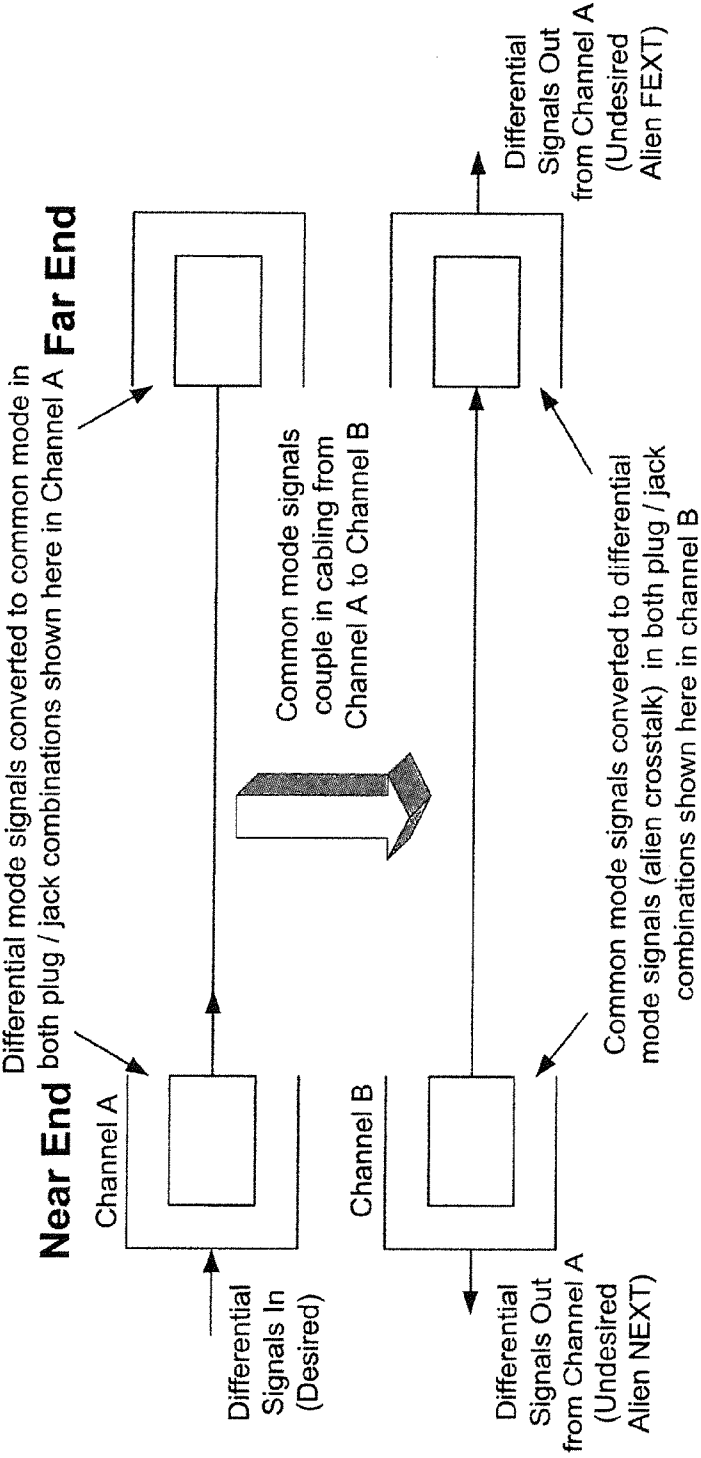 Differential mode signals converted to common mode in
both plug / jack combinations shown here in Channel A
Near End
Far End
Channel A
Differential
Signals In
(Desired)
Common mode signals
couple in cabling from
Channel A to Channel B
Channel B
Differential
Signals Out
from Channel A
(Undesired
Alien NEXT)
Differential
Signals Out
from Channel A
(Undesired
Alien FEXT)
Common mode signals converted to differential
mode signals (alien crosstalk) in both plug / jack
combinations shown here in channel B